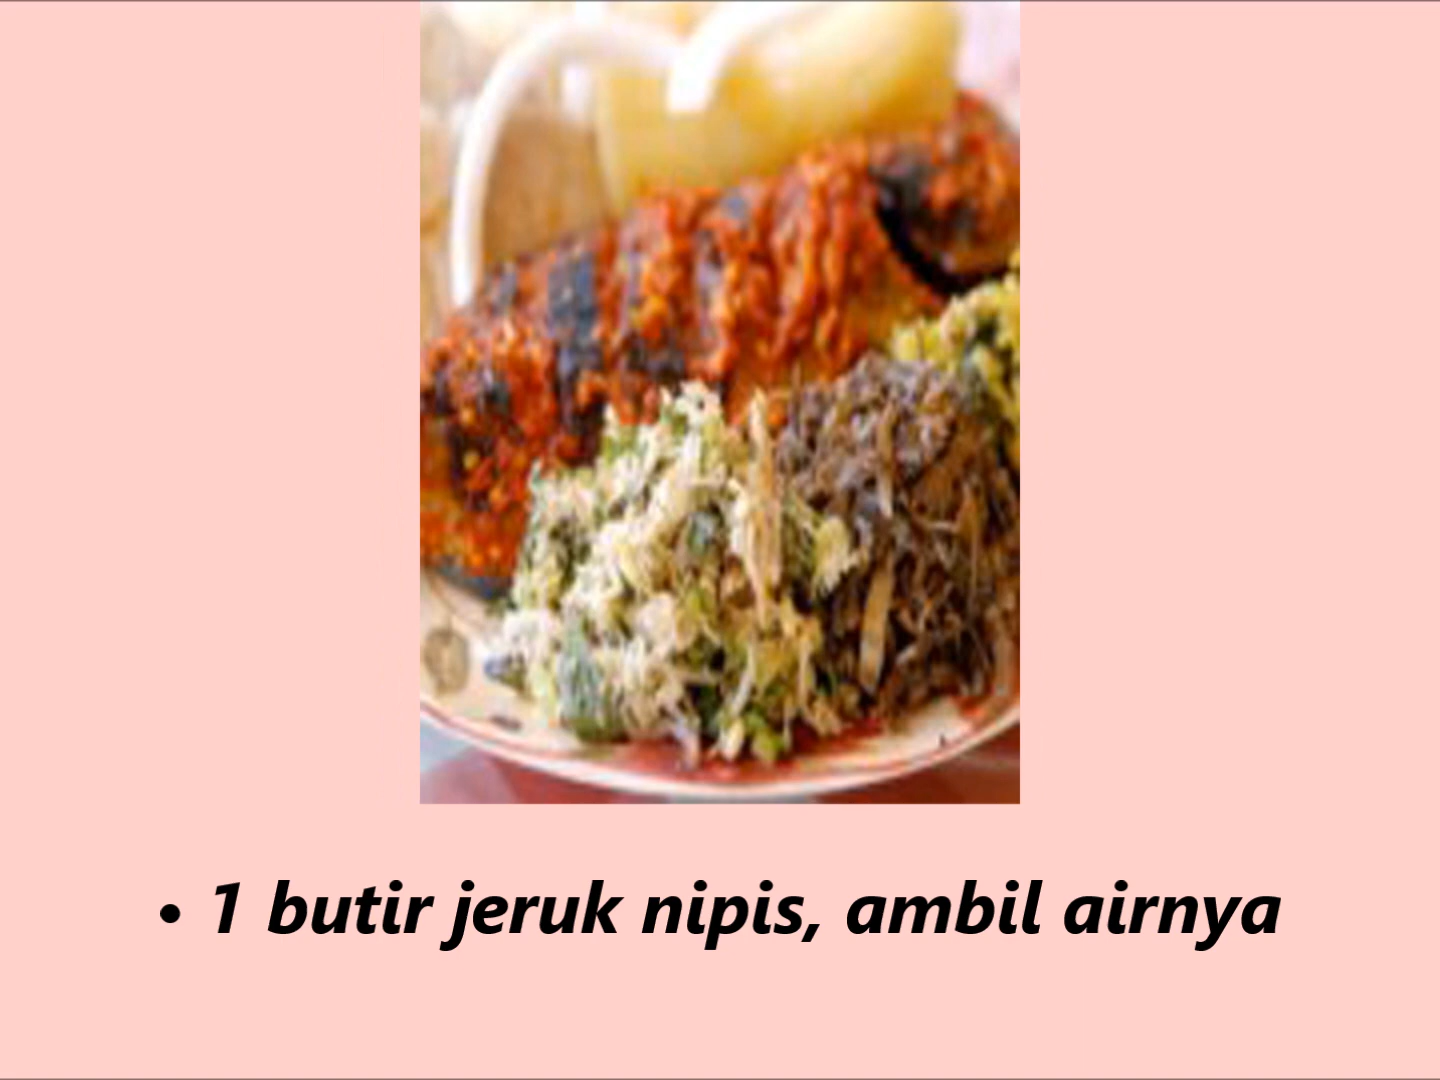 • 1 butir jeruk nipis, ambil airnya